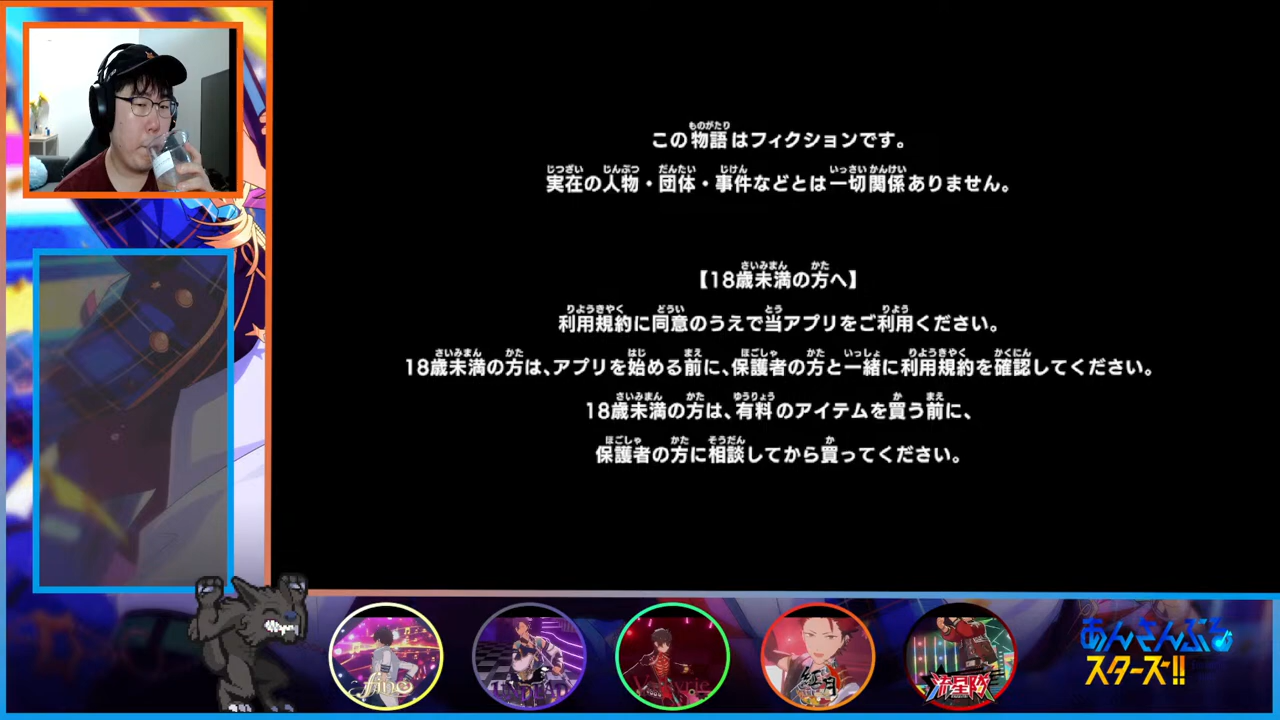 この物語はフィクションです。
実在の人物・団体・事件などとは一切関係ありません。
【18歳未満の方へ】
利用規約に同意のうえで当アプリをご利用ください。
18歳未満の方は、アプリを始める前に、保護者の方と一緒に利用規約を確認してください。
18歳未満の方は、有料のアイテムを買う前に、
保護者の方に相談してから買ってください。
fine
Valkyrie
紅月
流星隊
あんさんぶる
スターズ!!